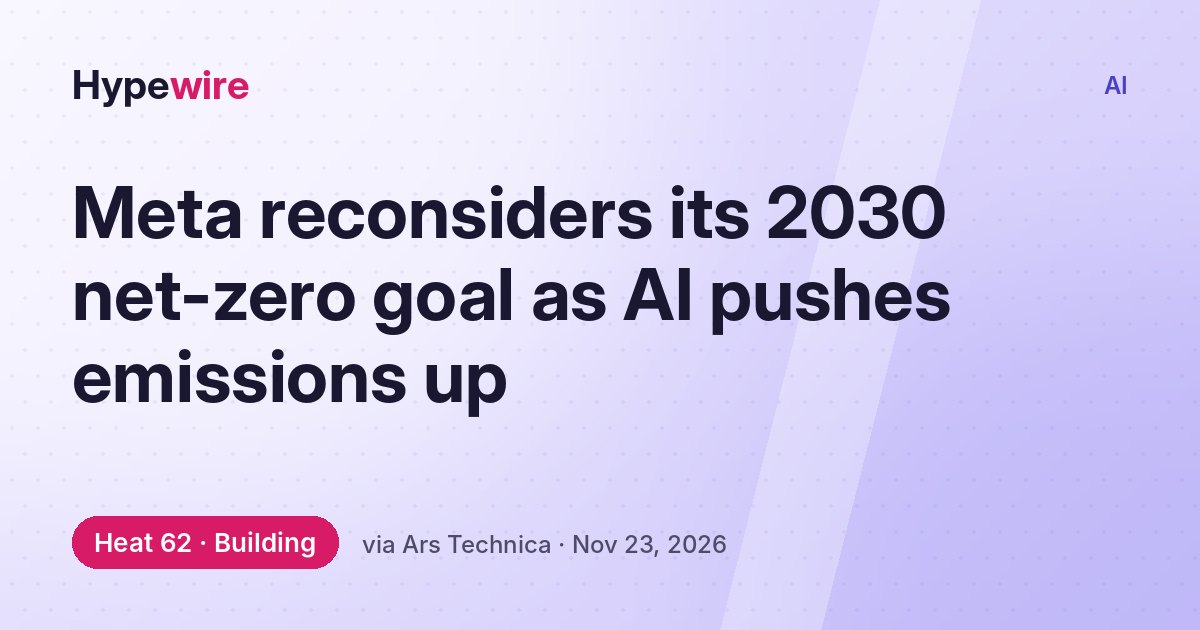 Hypewire
AI
Meta reconsiders its 2030
net-zero goal as AI pushes
emissions up
Heat 62 · Building
via Ars Technica · Nov 23, 2026